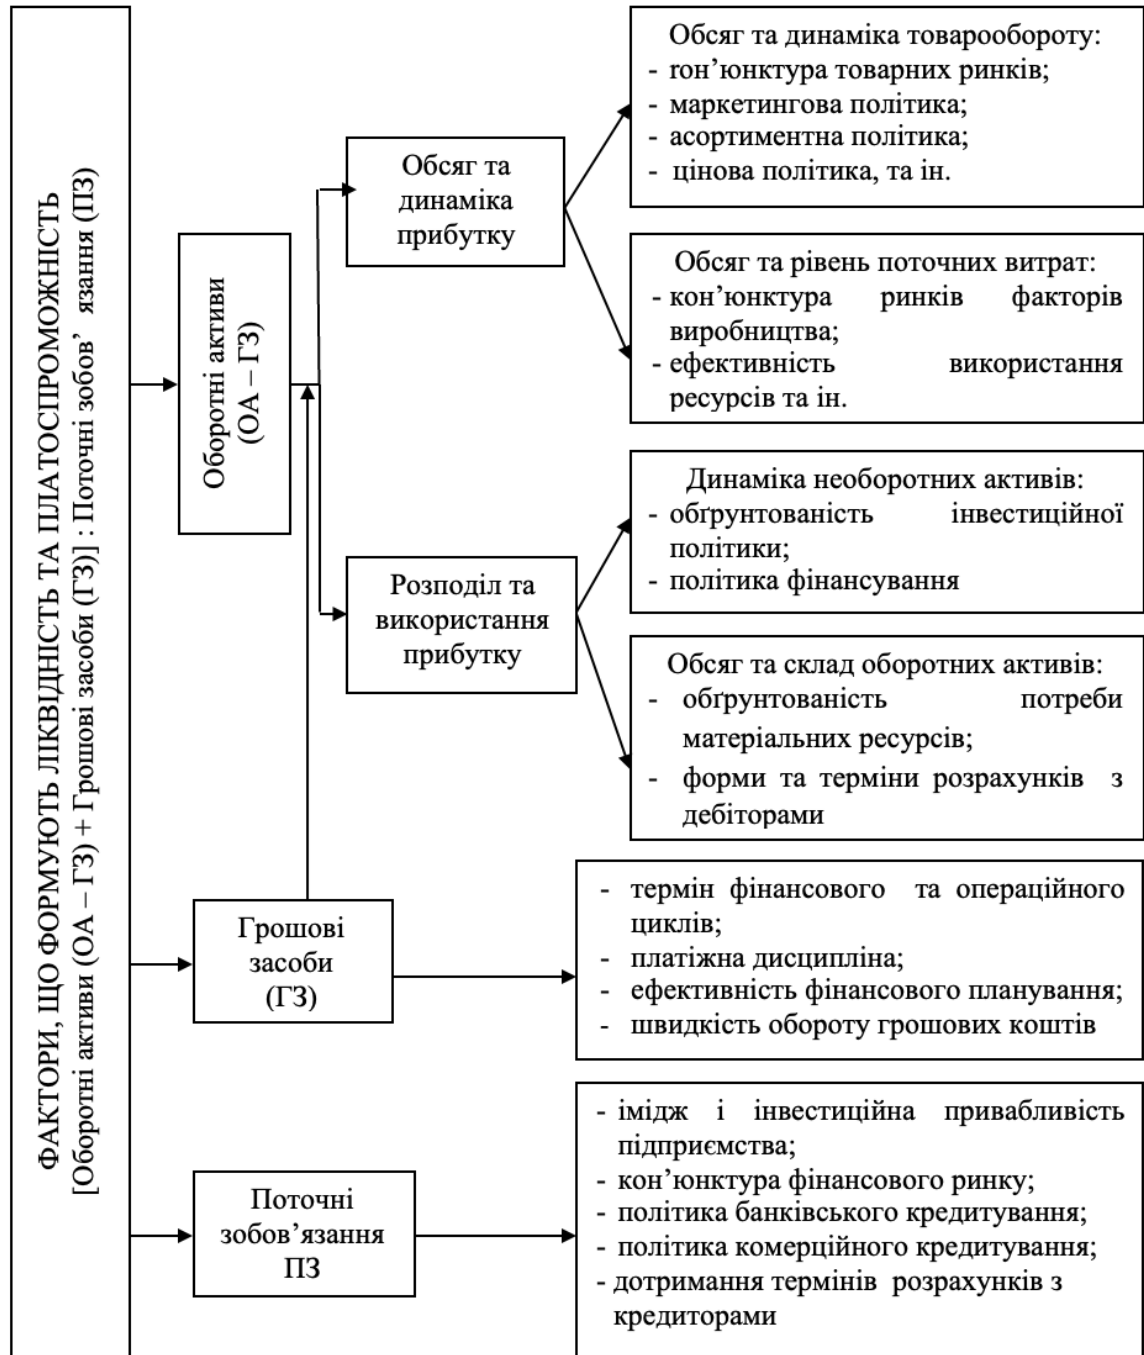 ФАКТОРИ, ЩО ФОРМУЮТЬ ЛІКВІДНІСТЬ ТА ПЛАТОСПРОМОЖНІСТЬ
[Оборотні активи (ОА – ГЗ) + Грошові засоби (ГЗ)] : Поточні зобов’ язання (ПЗ)
Оборотні активи
(ОА – ГЗ)
Обсяг та
динаміка
прибутку
Обсяг та динаміка товарообороту:
- гон’юнктура товарних ринків;
- маркетингова політика;
- асортиментна політика;
- цінова політика, та ін.
Обсяг та рівень поточних витрат:
- кон’юнктура ринків факторів
виробництва;
- ефективність використання
ресурсів та ін.
Розподіл та
використання
прибутку
Динаміка необоротних активів:
- обґрунтованість інвестиційної
політики;
- політика фінансування
Обсяг та склад оборотних активів:
- обґрунтованість потреби
матеріальних ресурсів;
- форми та терміни розрахунків з
дебіторами
Грошові
засоби
(ГЗ)
- термін фінансового та операційного
циклів;
- платіжна дисципліна;
- ефективність фінансового планування;
- швидкість обороту грошових коштів
Поточні
зобов’язання
ПЗ
- імідж і інвестиційна привабливість
підприємства;
- кон’юнктура фінансового ринку;
- політика банківського кредитування;
- політика комерційного кредитування;
- дотримання термінів розрахунків з
кредиторами